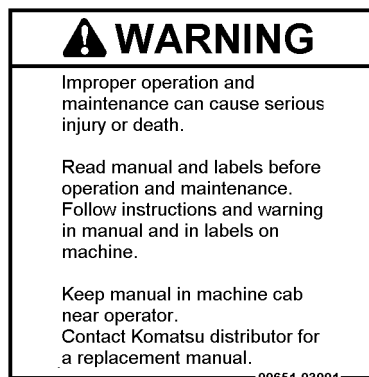 WARNING
Improper operation and
maintenance can cause serious
injury or death.
Read manual and labels before
operation and maintenance.
Follow instructions and warning
in manual and in labels on
machine.
Keep manual in machine cab
near operator.
Contact Komatsu distributor for
a replacement manual.